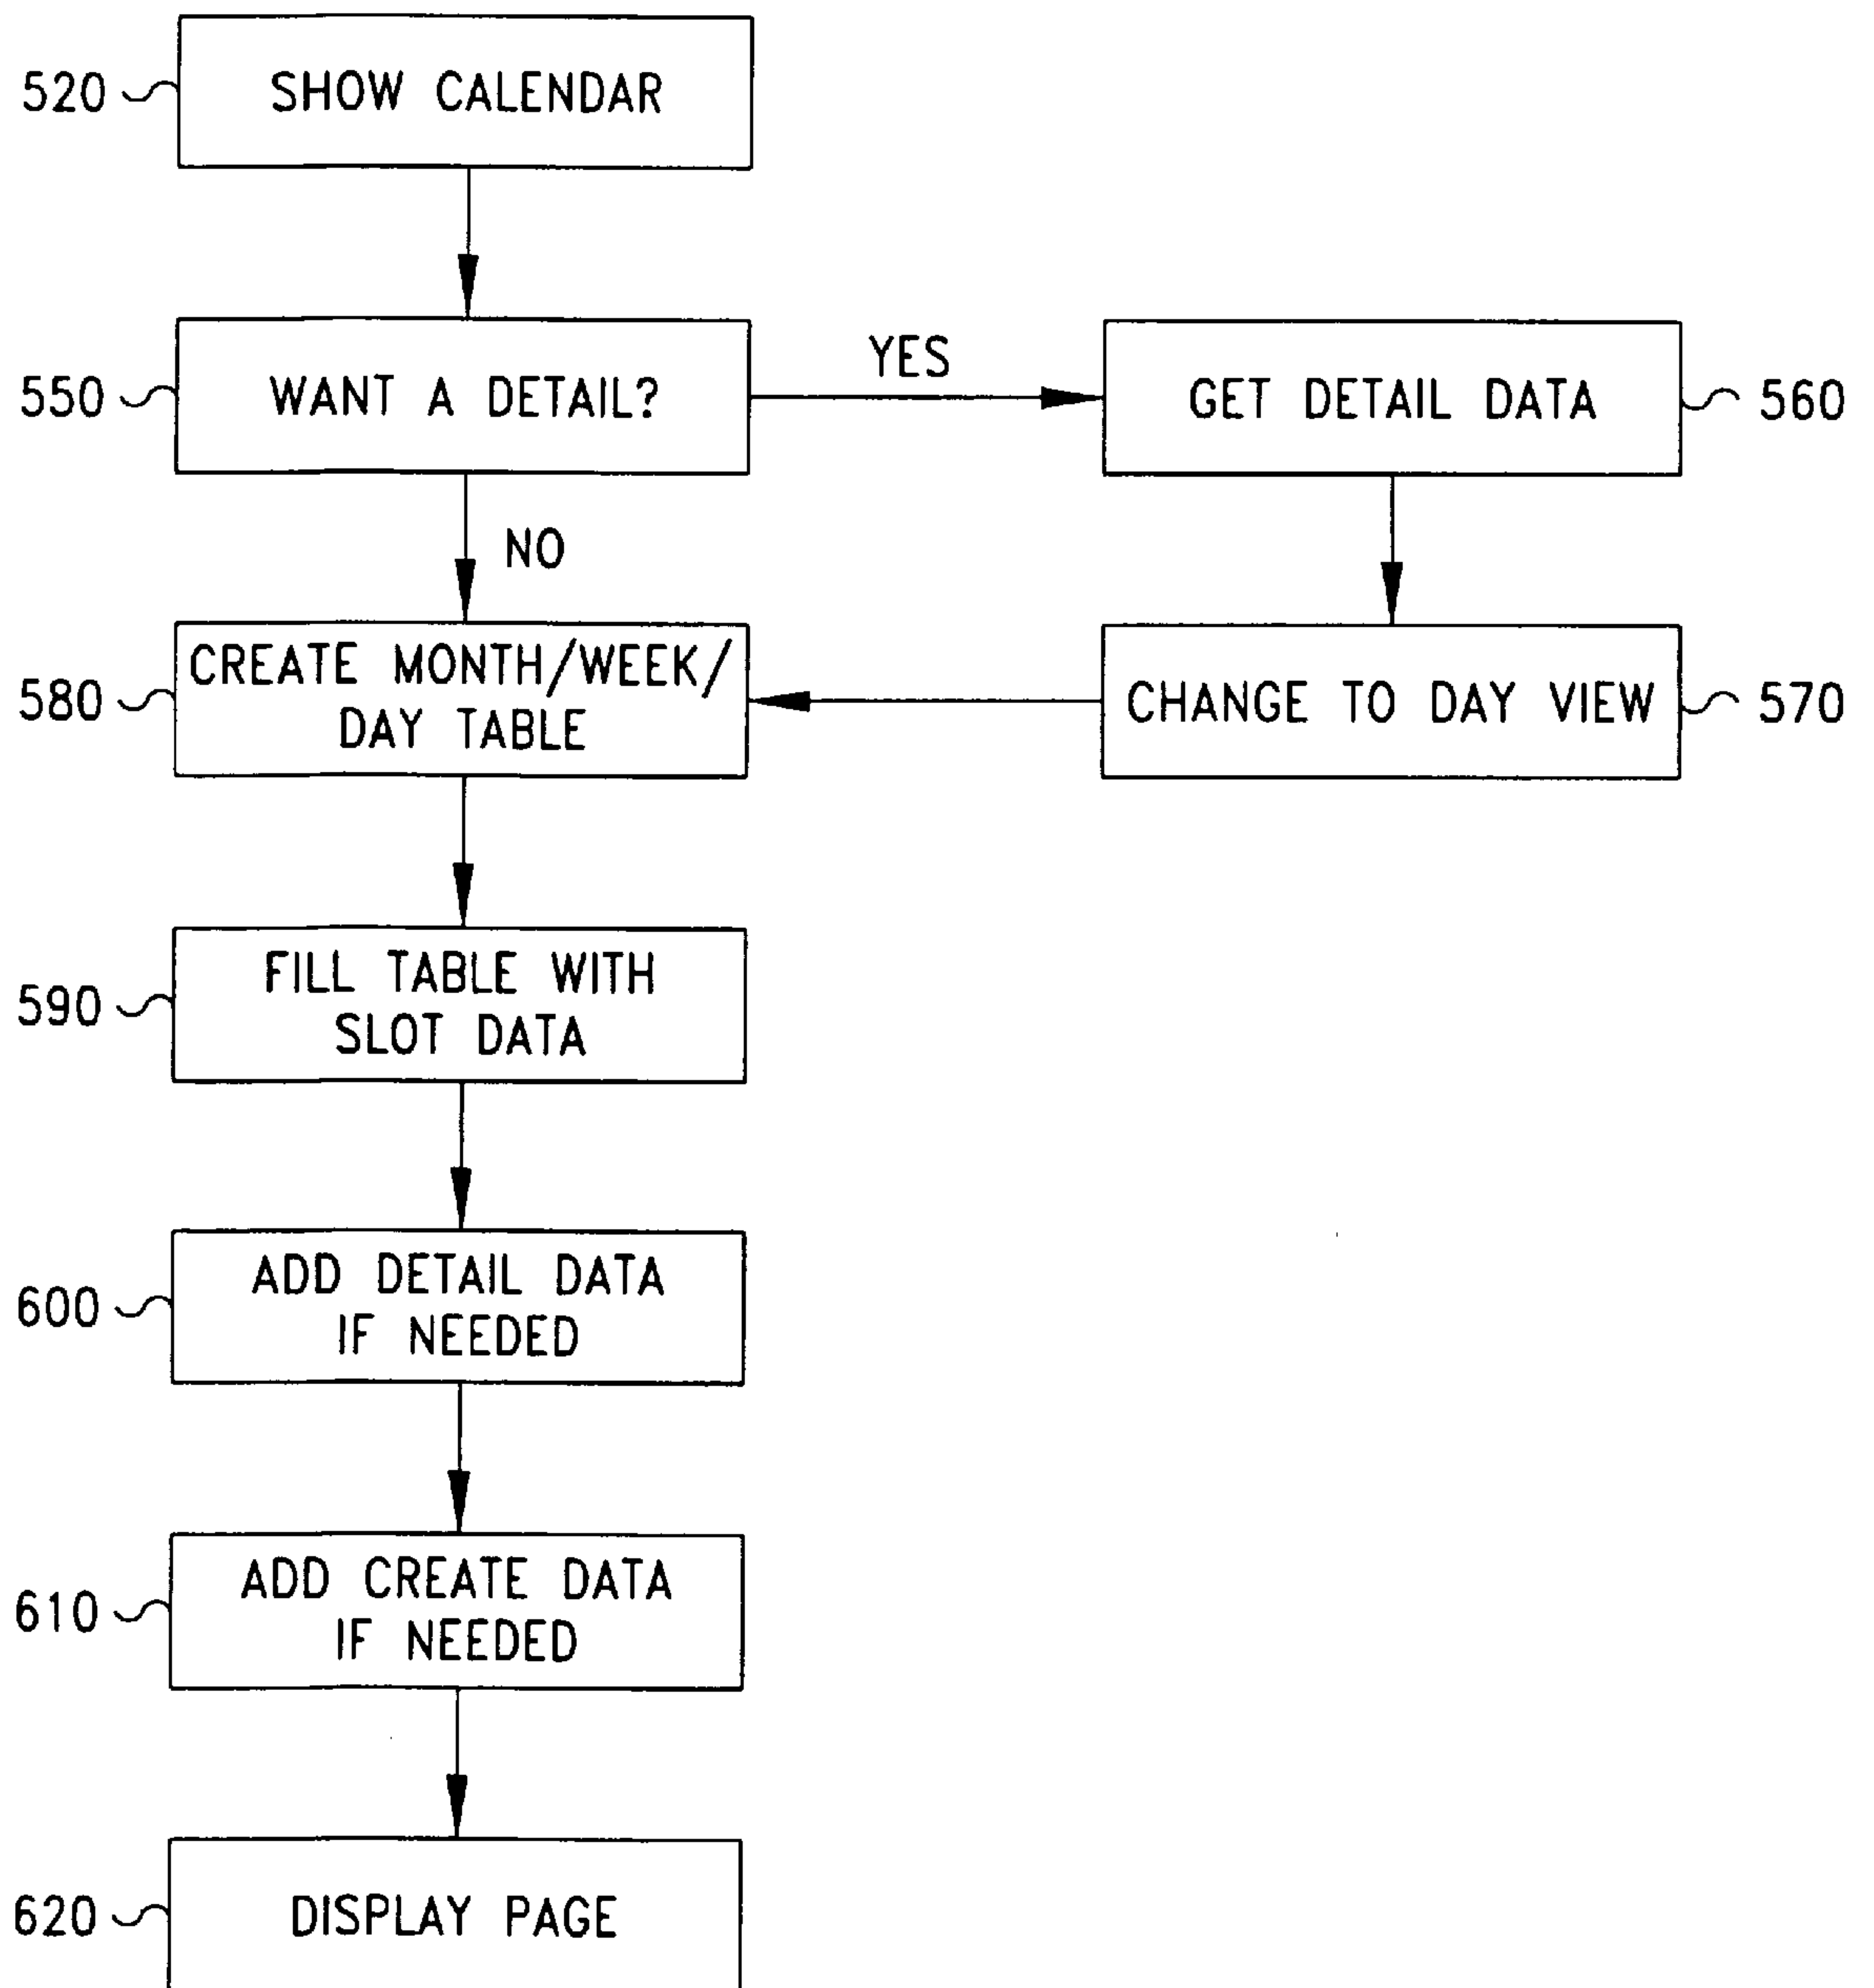 520
SHOW CALENDAR
550
WANT A DETAIL?
YES
GET DETAIL DATA
560
NO
580
CREATE MONTH/WEEK/
DAY TABLE
CHANGE TO DAY VIEW
570
590
FILL TABLE WITH
SLOT DATA
600
ADD DETAIL DATA
IF NEEDED
610
ADD CREATE DATA
IF NEEDED
620
DISPLAY PAGE